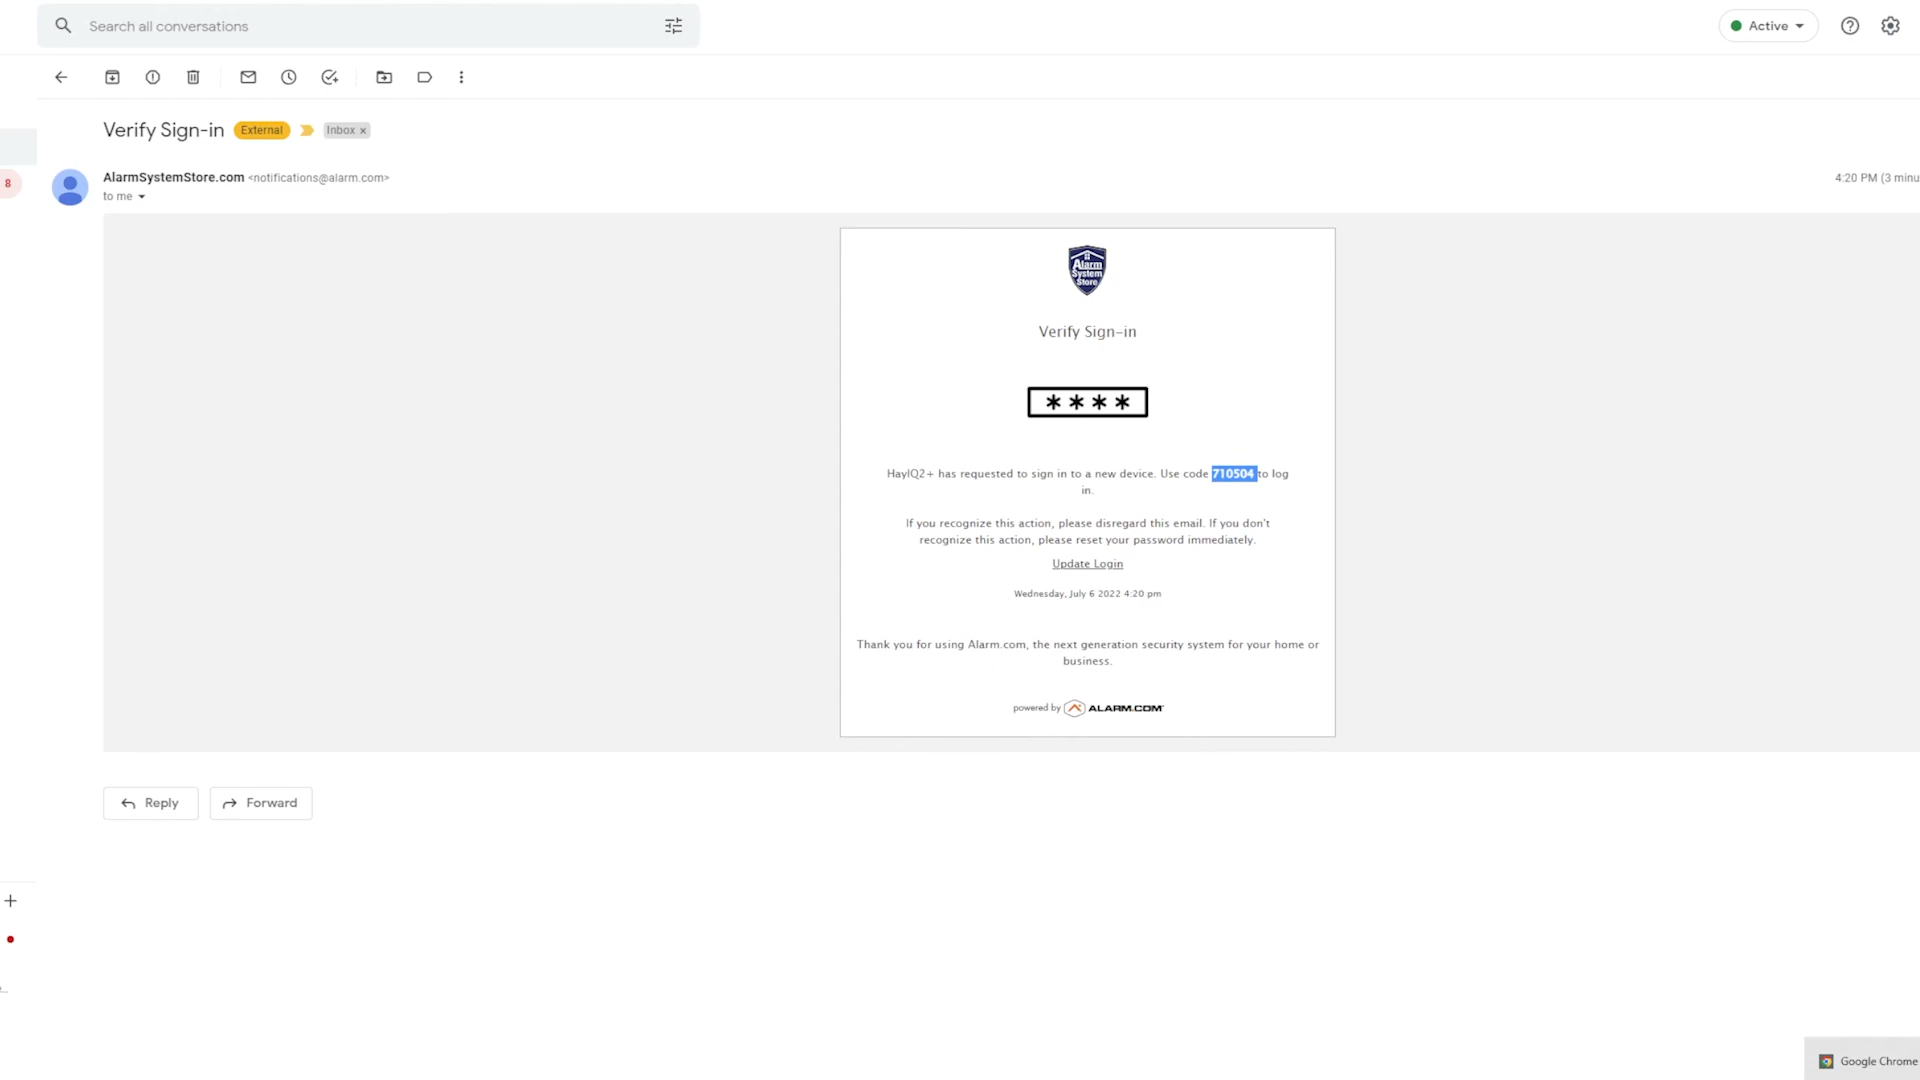 Search all conversations
Active
Verify Sign-in External Inbox ×
8
AlarmSystemStore.com <notifications@alarm.com>
4:20 PM (3 minu
to me
Alarm
System
Store
Verify Sign-in
****
HayIQ2+ has requested to sign in to a new device. Use code 710504 to log
in.
If you recognize this action, please disregard this email. If you don't
recognize this action, please reset your password immediately.
Update Login
Wednesday, July 6 2022 4:20 pm
Thank you for using Alarm.com, the next generation security system for your home or
business.
powered by ALARM.COM
Reply
Forward
Google Chrome